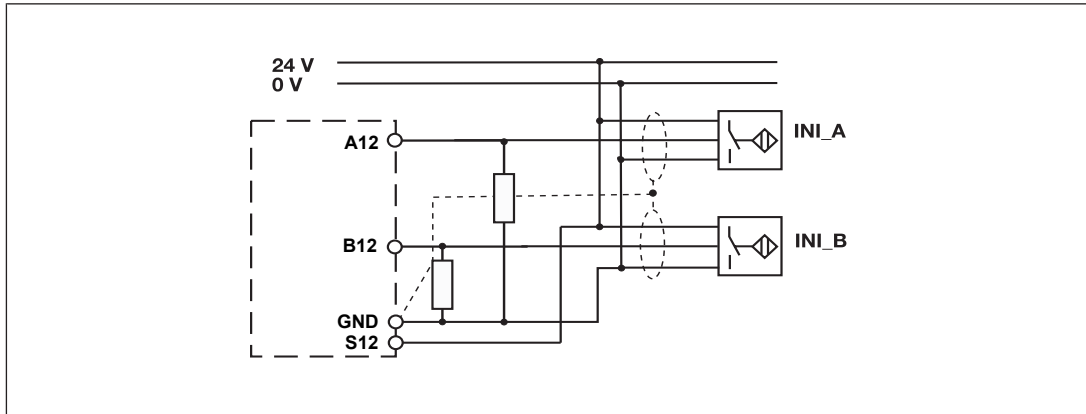 24 V
0 V
A12
INI_A
B12
INI_B
GND
S12